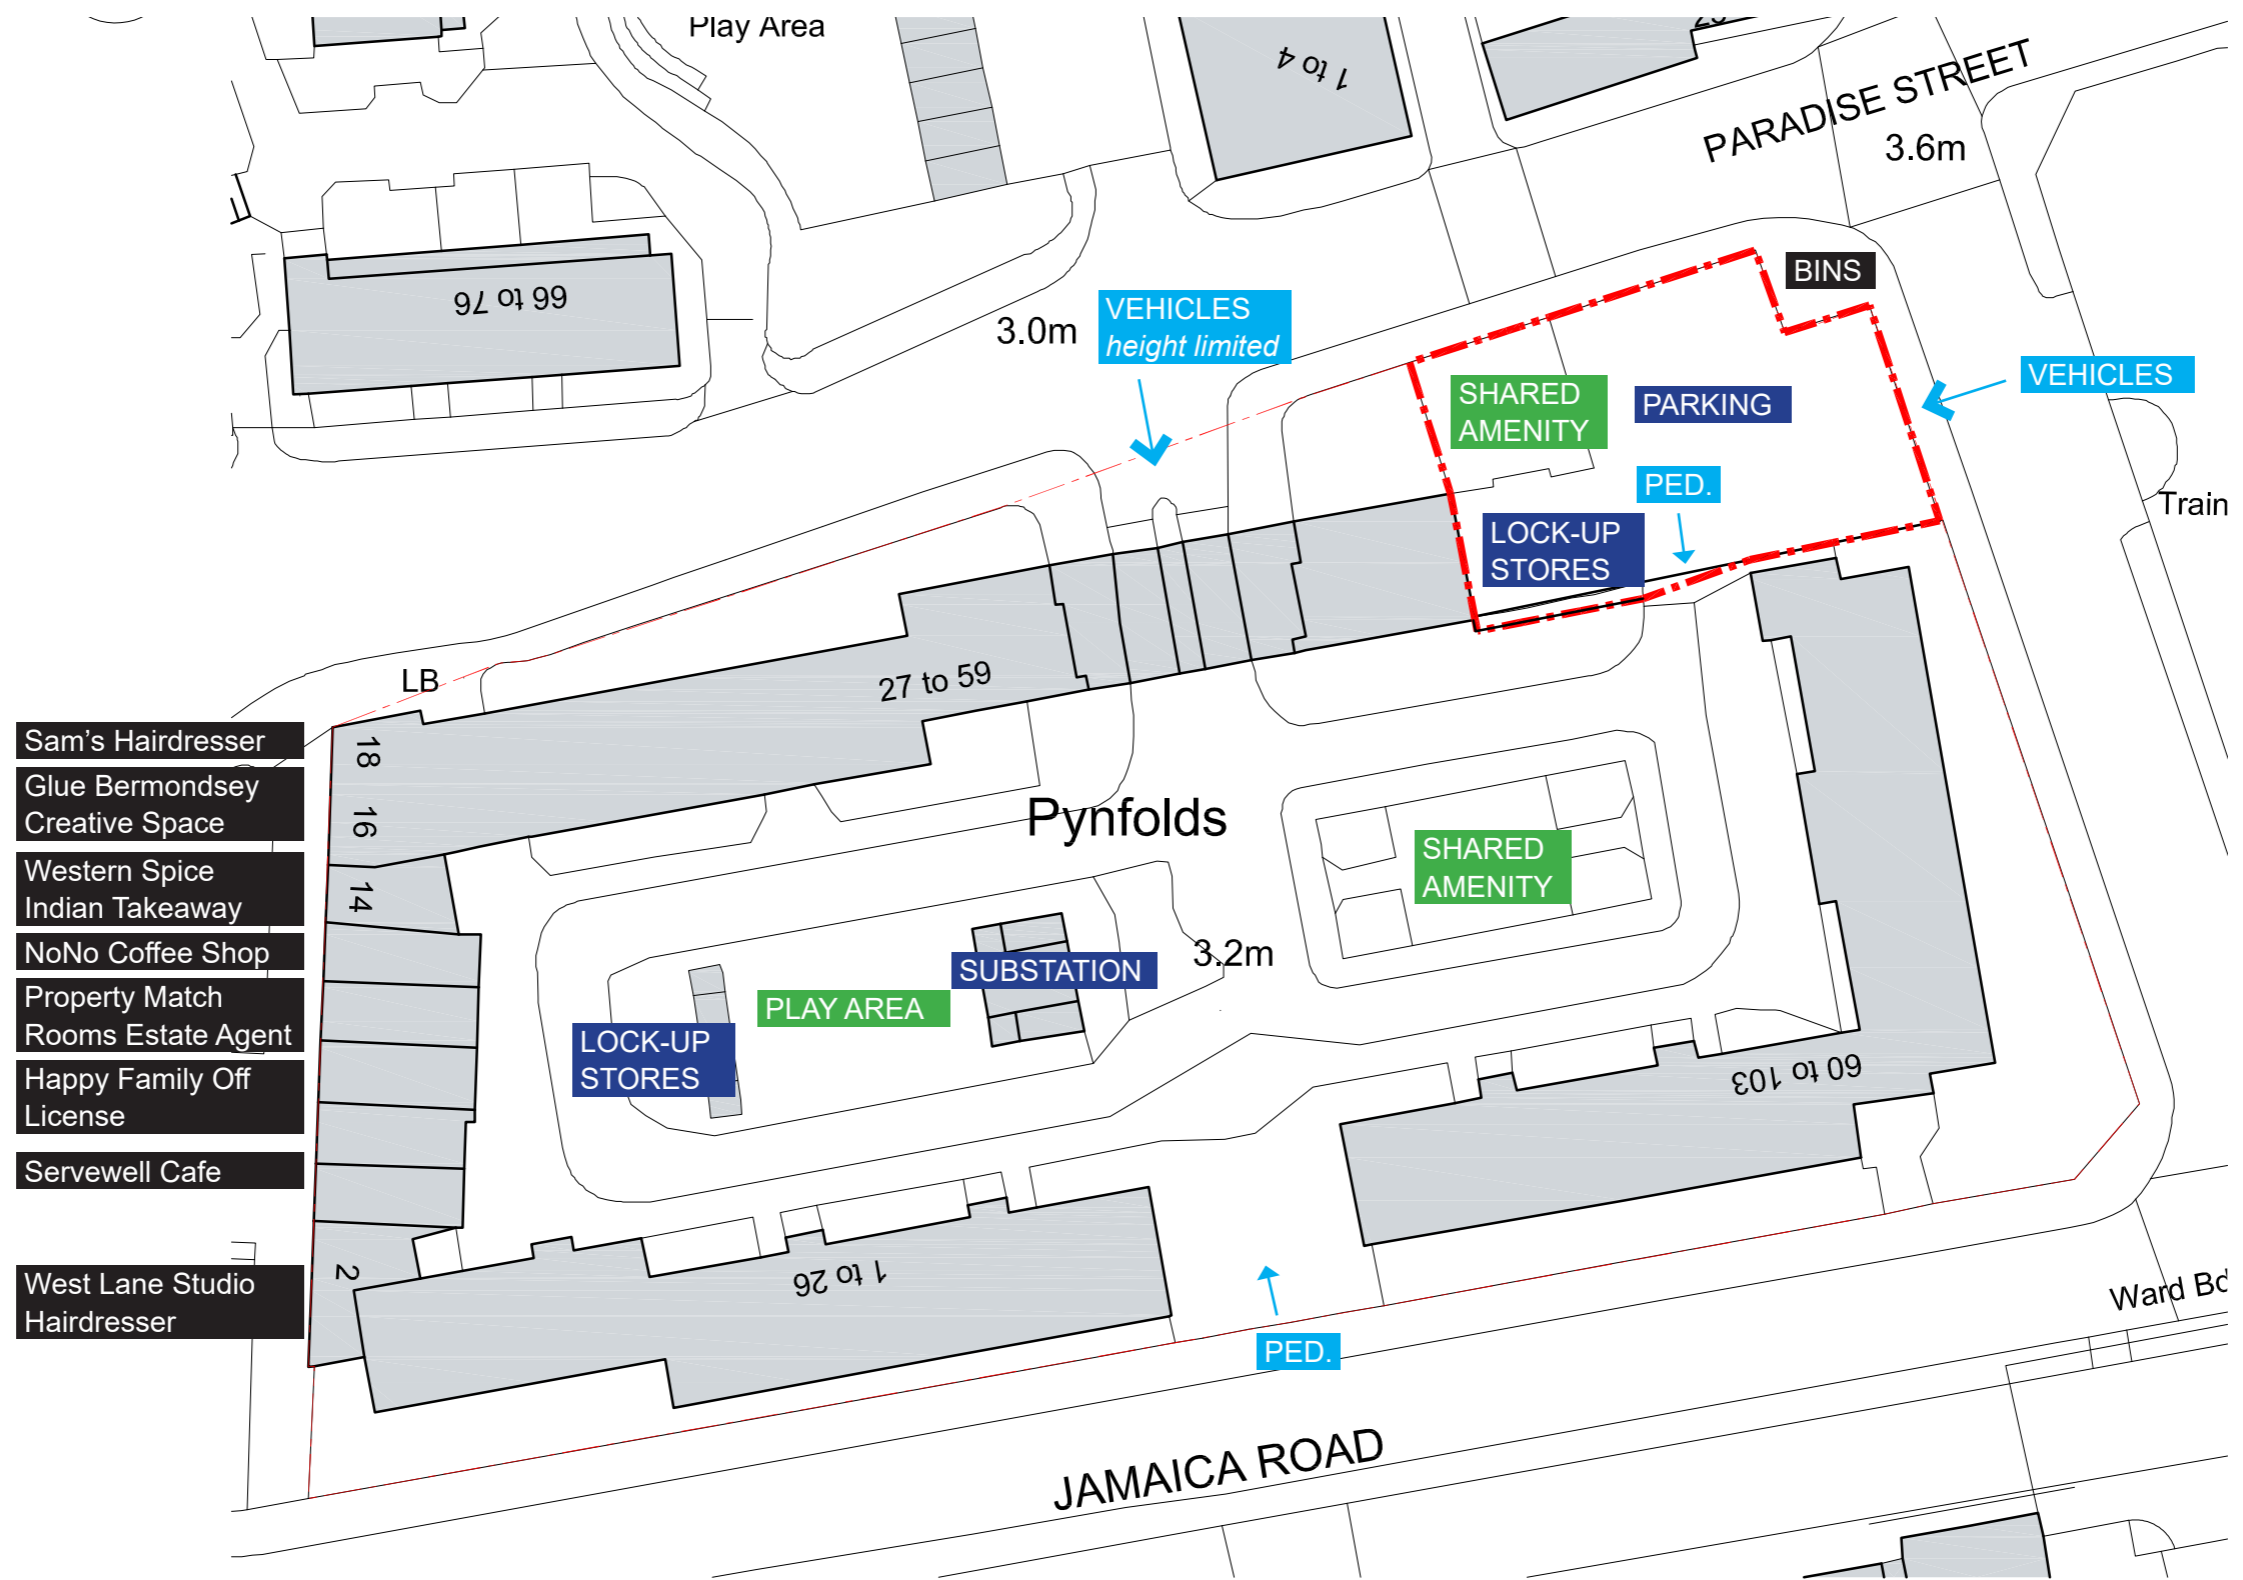 Play Area
1 to 4
PARADISE STREET
3.6m
BINS
66 to 76
3.0m
VEHICLES
height limited
VEHICLES
SHARED
AMENITY
PARKING
PED.
Train
LOCK-UP
STORES
LB
27 to 59
Sam's Hairdresser
18
Glue Bermondsey
Creative Space
16
Pynfolds
Western Spice
Indian Takeaway
14
SHARED
AMENITY
NoNo Coffee Shop
3.2m
SUBSTATION
Property Match
Rooms Estate Agent
PLAY AREA
LOCK-UP
STORES
Happy Family Off
License
60 to 103
Servewell Cafe
West Lane Studio
Hairdresser
2
1 to 26
Ward
PED.
JAMAICA ROAD